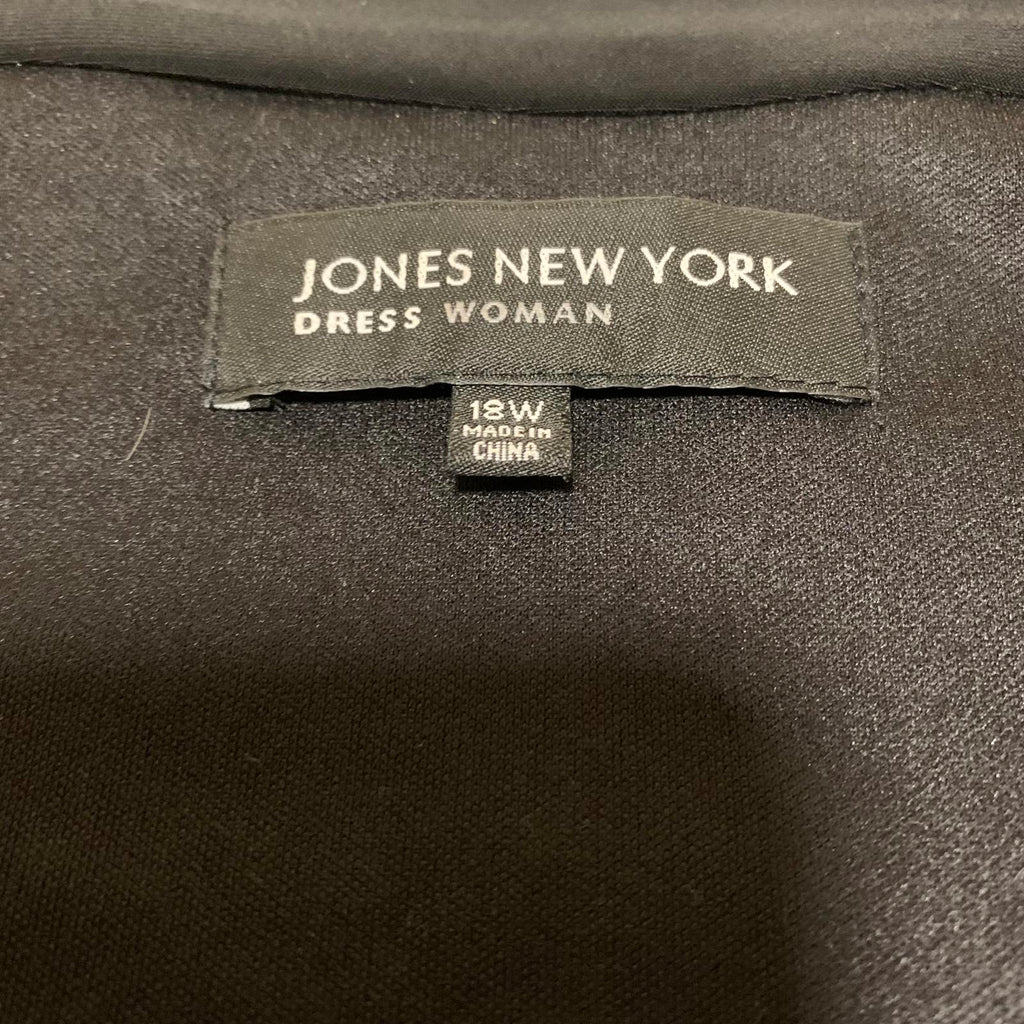 JONES NEW YORK
DRESS WOMAN
18W
MADE IN
CHINA